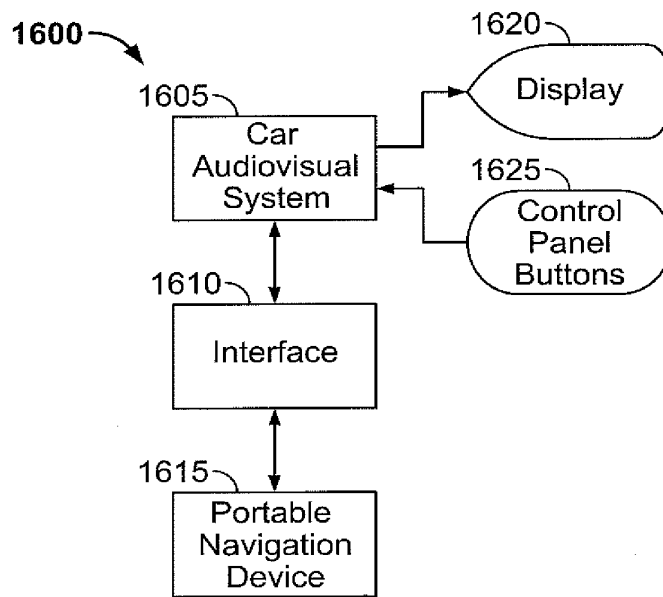 1600
1620
Display
1605
Car
Audiovisual
System
1625
Control
Panel
Buttons
1610
Interface
1615
Portable
Navigation
Device